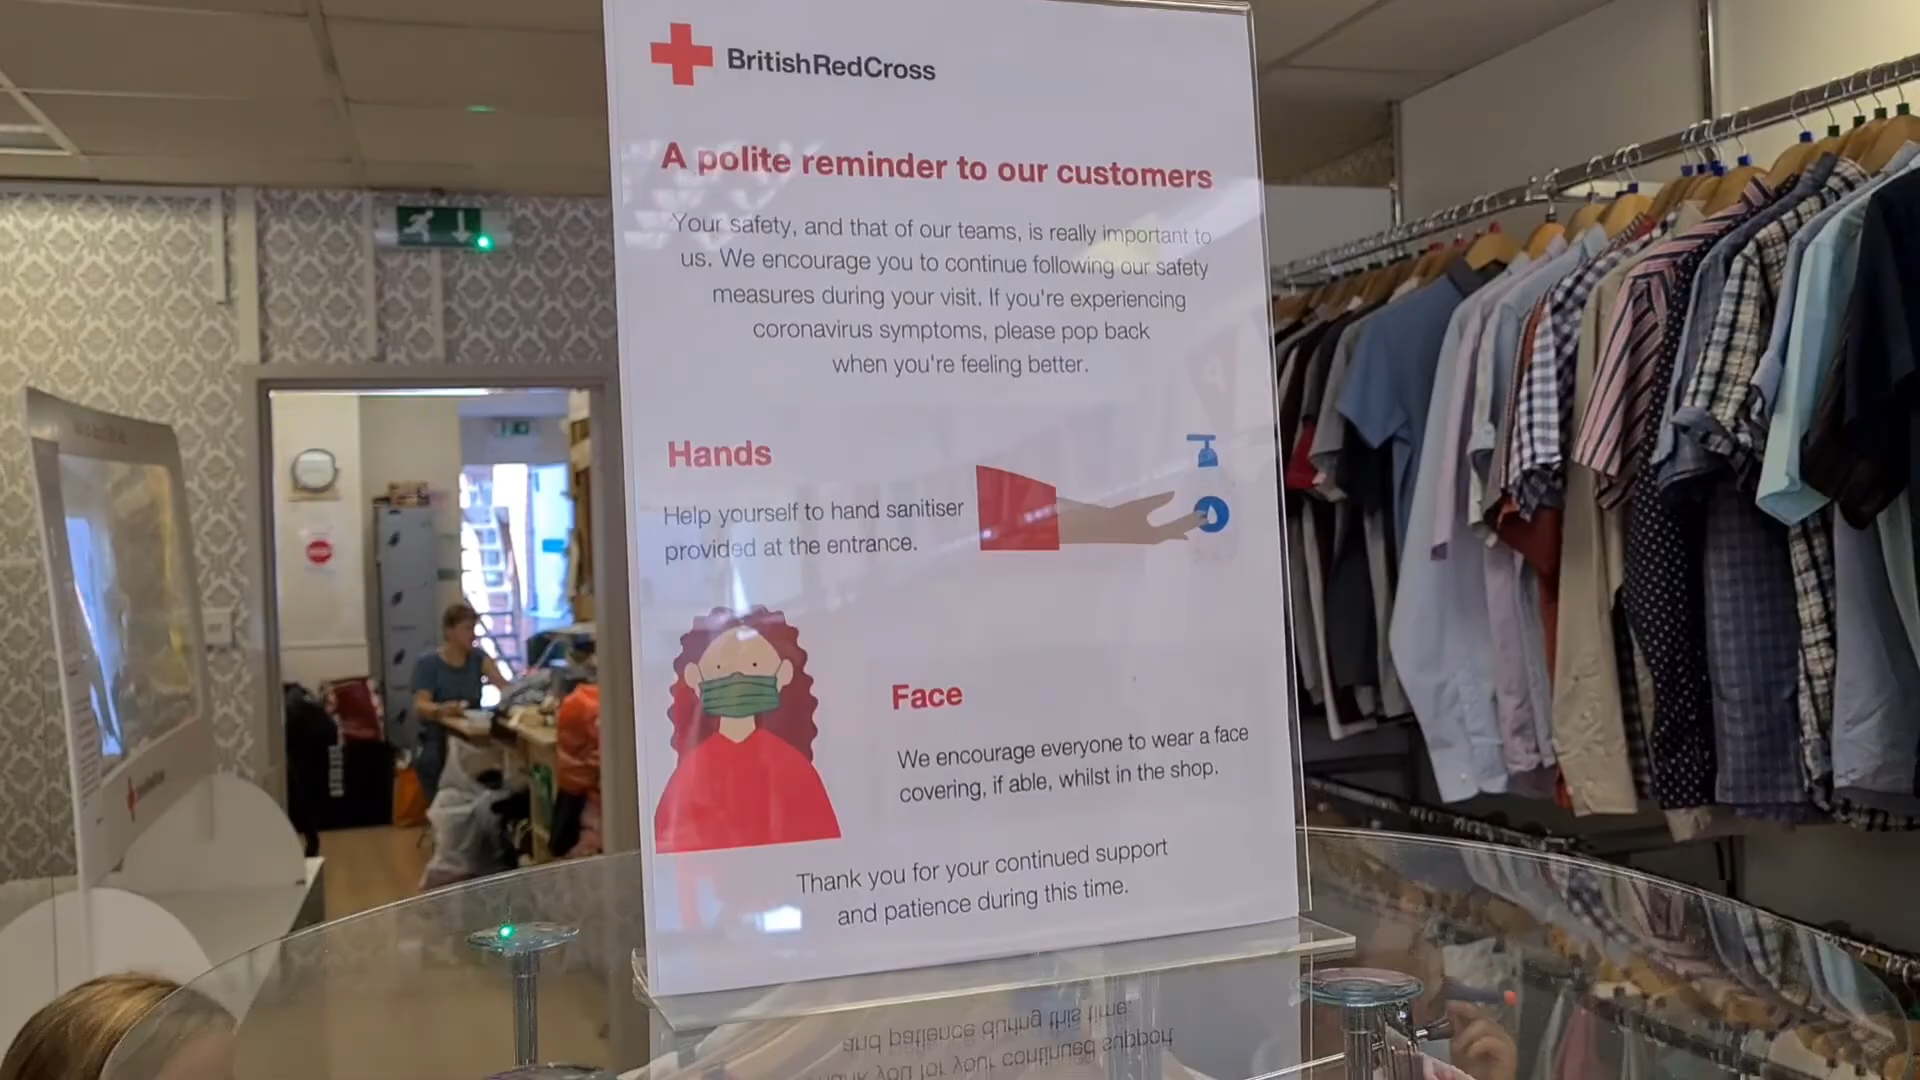 BritishRedCross
A polite reminder to our customers
Your safety, and that of our teams, is really important to
us. We encourage you to continue following our safety
measures during your visit. If you're experiencing
coronavirus symptoms, please pop back
when you're feeling better.
Hands
Help yourself to hand sanitiser
provided at the entrance.
Face
We encourage everyone to wear a face
covering, if able, whilst in the shop.
Thank you for your continued support
and patience during this time.